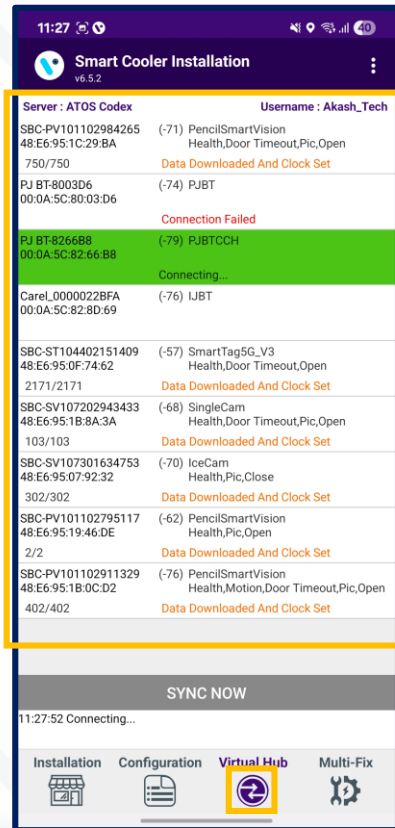 11:27
40
Smart Cooler Installation
v6.5.2
Server : ATOS Codex Username : Akash_Tech
SBC-PV101102984265 (-71) PencilSmartVision
48:E6:95:1C:29:BA Health,Door Timeout,Pic,Open
750/750 Data Downloaded And Clock Set
PJ BT-8003D6 (-74) PJBT
00:0A:5C:80:03:D6
Connection Failed
PJ BT-8266B8 (-79) PJBTCCH
00:0A:5C:82:66:B8
Connecting...
Carel_0000022BFA (-76) IJBT
00:0A:5C:82:8D:69
SBC-ST104402151409 (-57) SmartTag5G_V3
48:E6:95:0F:74:62 Health,Door Timeout,Open
2171/2171 Data Downloaded And Clock Set
SBC-SV107202943433 (-68) SingleCam
48:E6:95:1B:8A:3A Health,Door Timeout,Pic,Open
103/103 Data Downloaded And Clock Set
SBC-SV107301634753 (-70) IceCam
48:E6:95:07:92:32 Health,Pic,Close
302/302 Data Downloaded And Clock Set
SBC-PV101102795117 (-62) PencilSmartVision
48:E6:95:19:46:DE Health,Pic,Open
2/2 Data Downloaded And Clock Set
SBC-PV101102911329 (-76) PencilSmartVision
48:E6:95:1B:0C:D2 Health,Motion,Door Timeout,Pic,Open
402/402 Data Downloaded And Clock Set
SYNC NOW
11:27:52 Connecting...
Installation Configuration Virtual Hub Multi-Fix